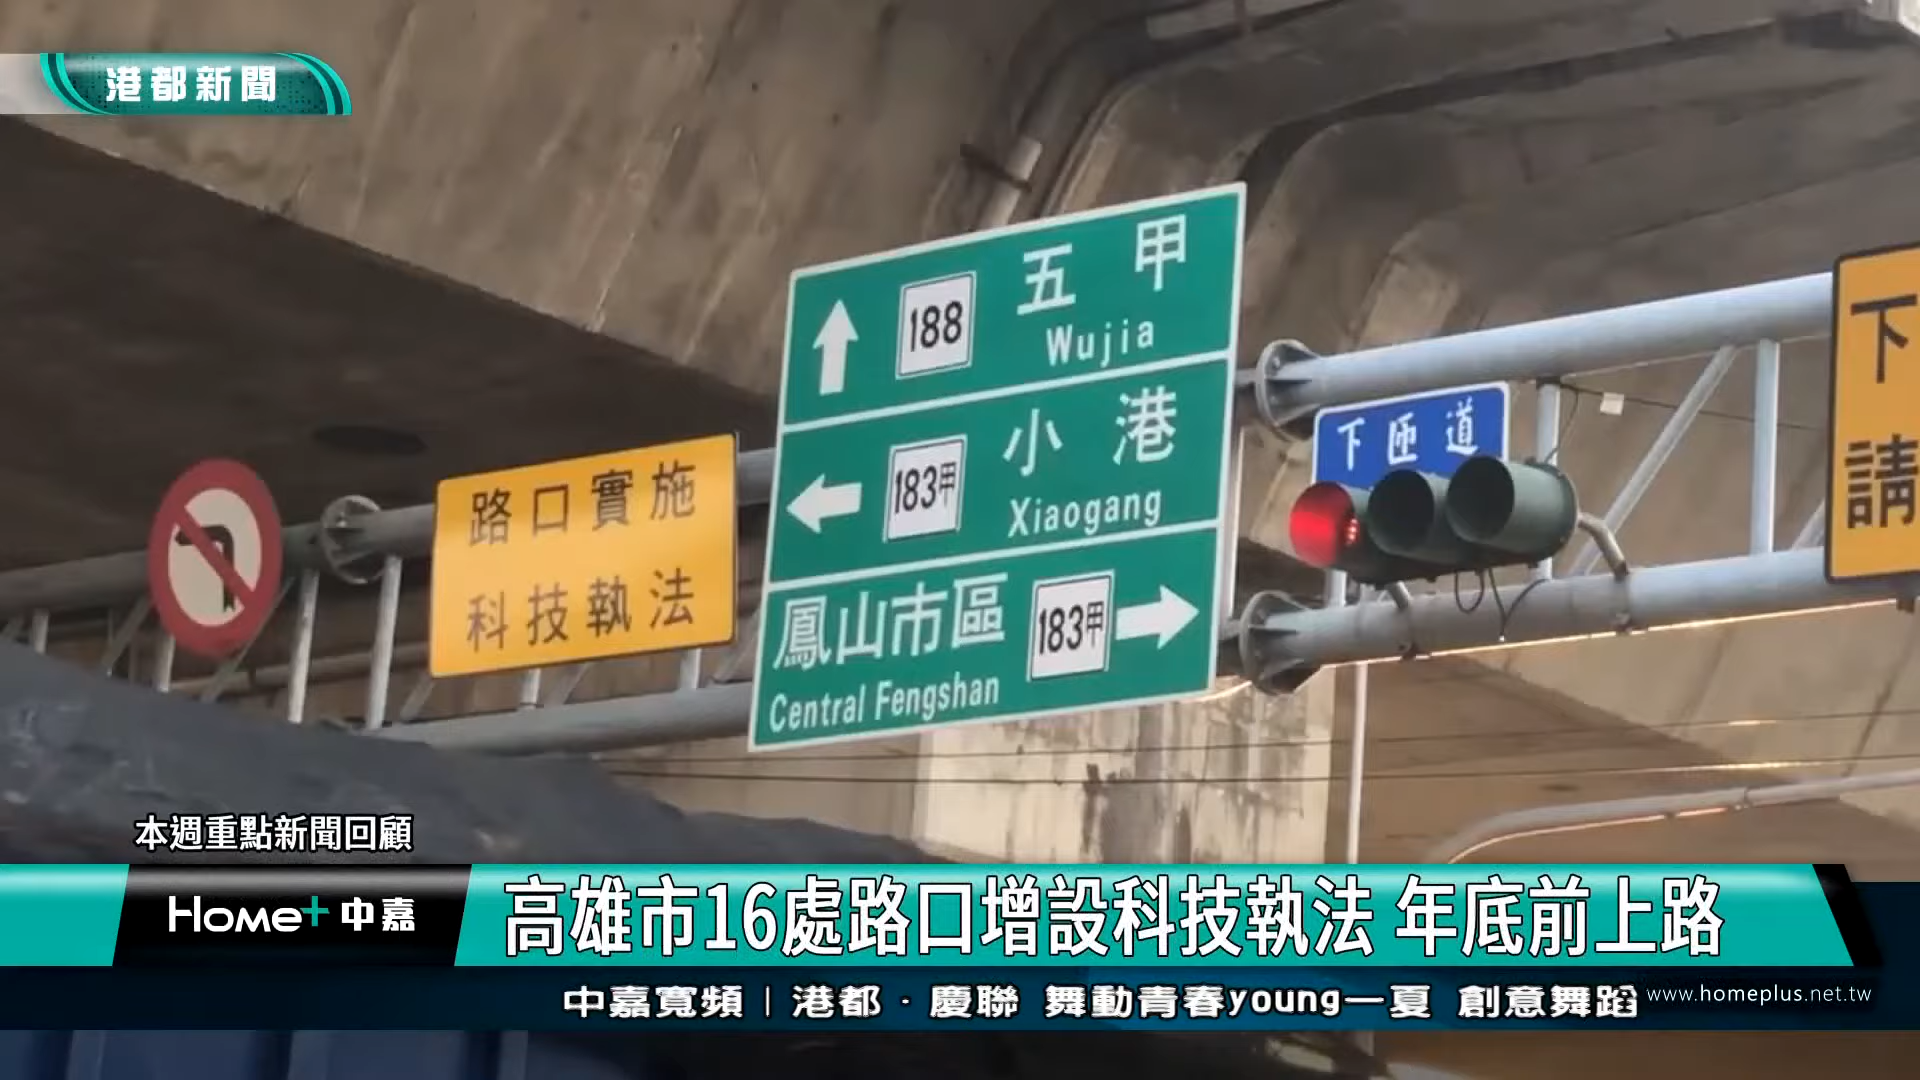 港都新聞
188
五甲
Wujia
183甲
小港
Xiaogang
鳳山市區
183甲
Central Fengshan
路口實施
科技執法
下匝道
下
請
本週重點新聞回顧
Home+中嘉
高雄市16處路口增設科技執法 年底前上路
中嘉寬頻|港都·慶聯 舞動青春young一夏 創意舞蹈
www.homeplus.net.tw